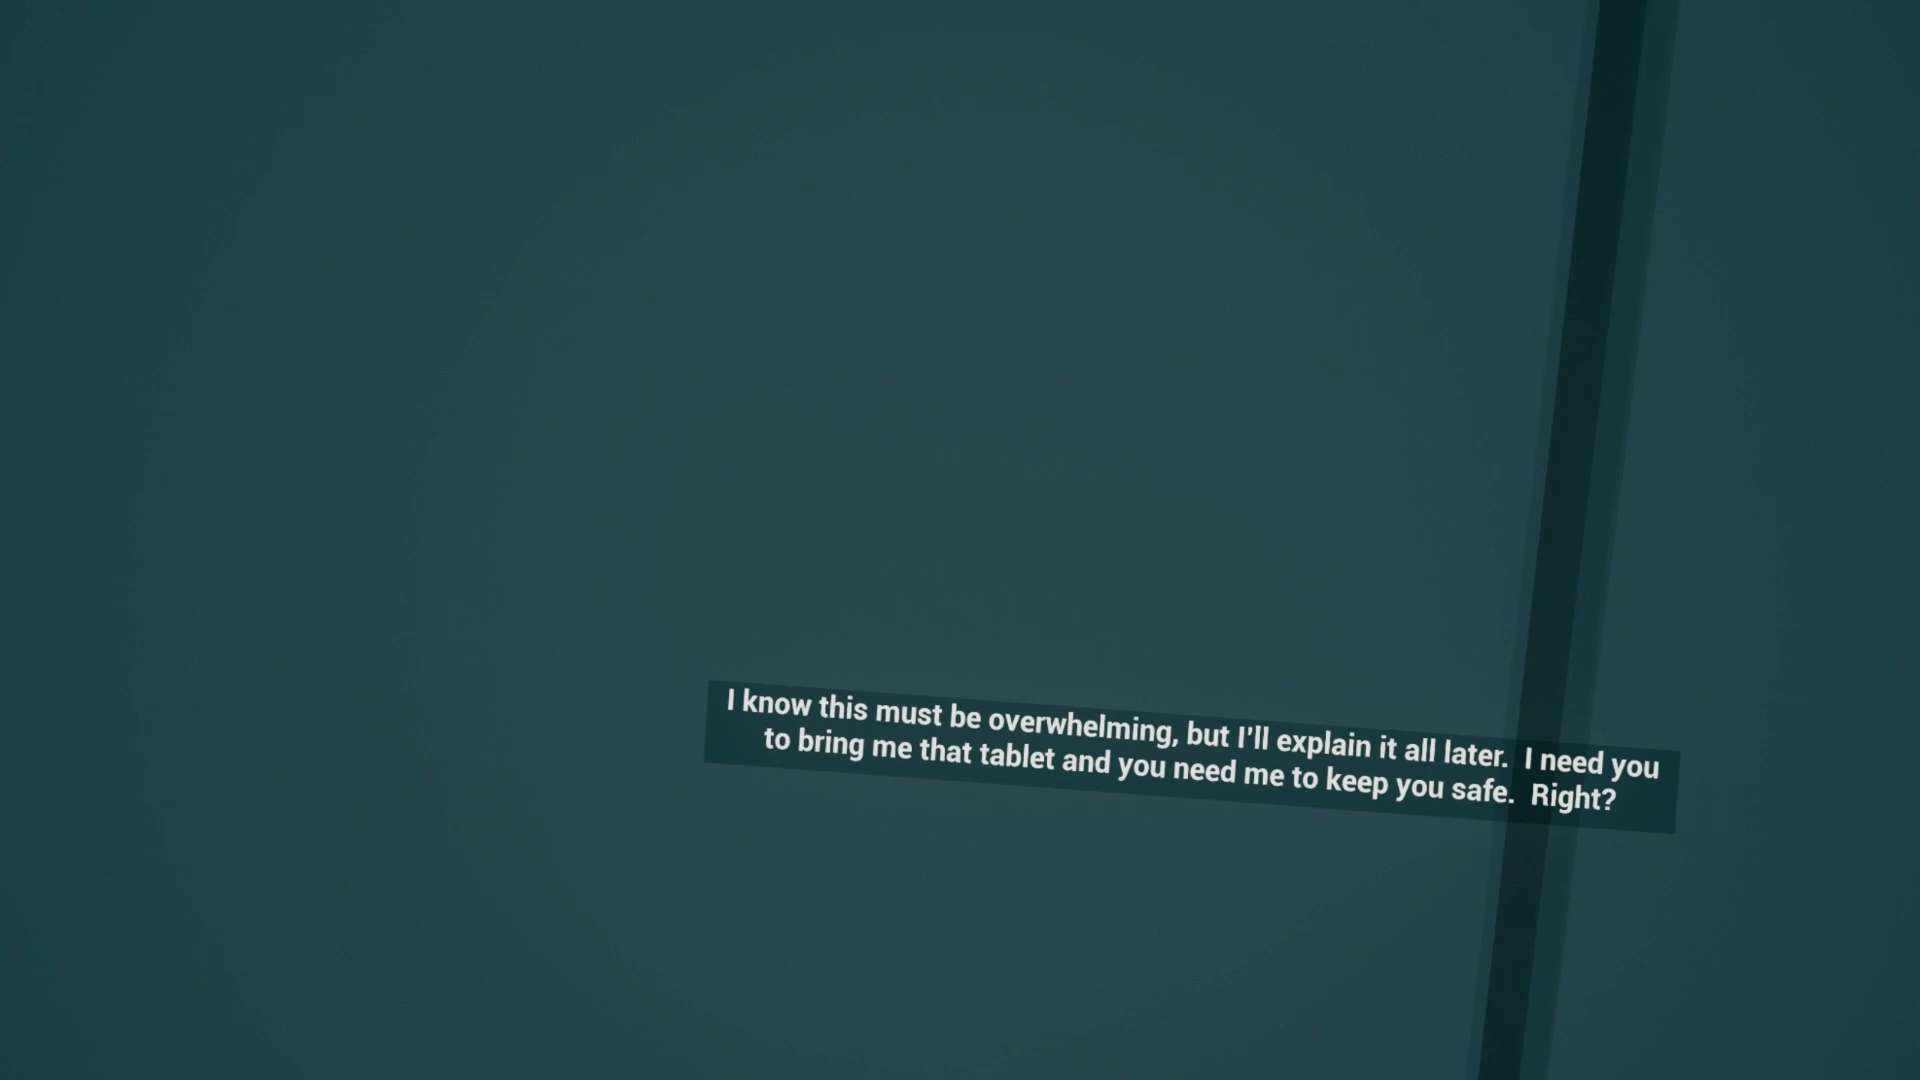 I know this must be overwhelming, but I'll explain it all later.  I need you
to bring me that tablet and you need me to keep you safe.  Right?